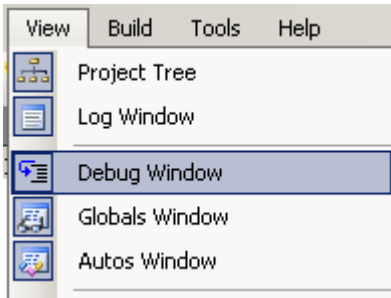 View Build Tools Help
Project Tree
Log Window
Debug Window
Globals Window
Autos Window